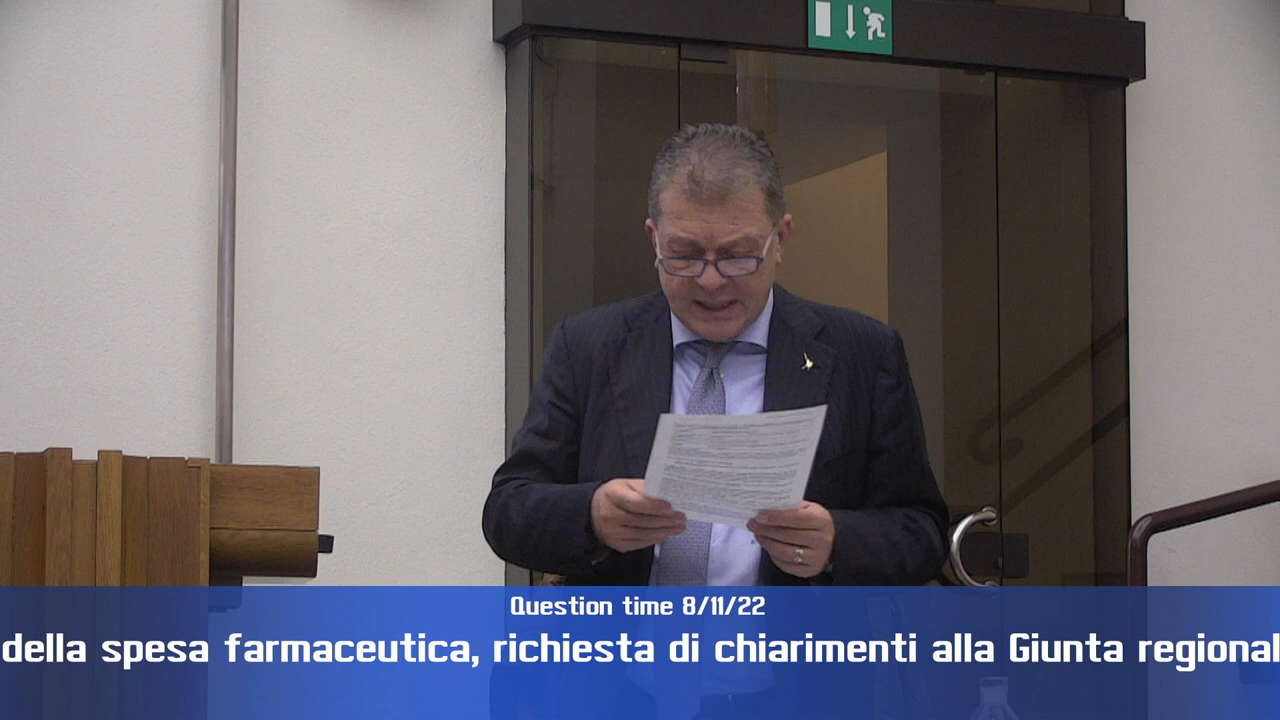 Question time 8/11/22
della spesa farmaceutica, richiesta di chiarimenti alla Giunta regional